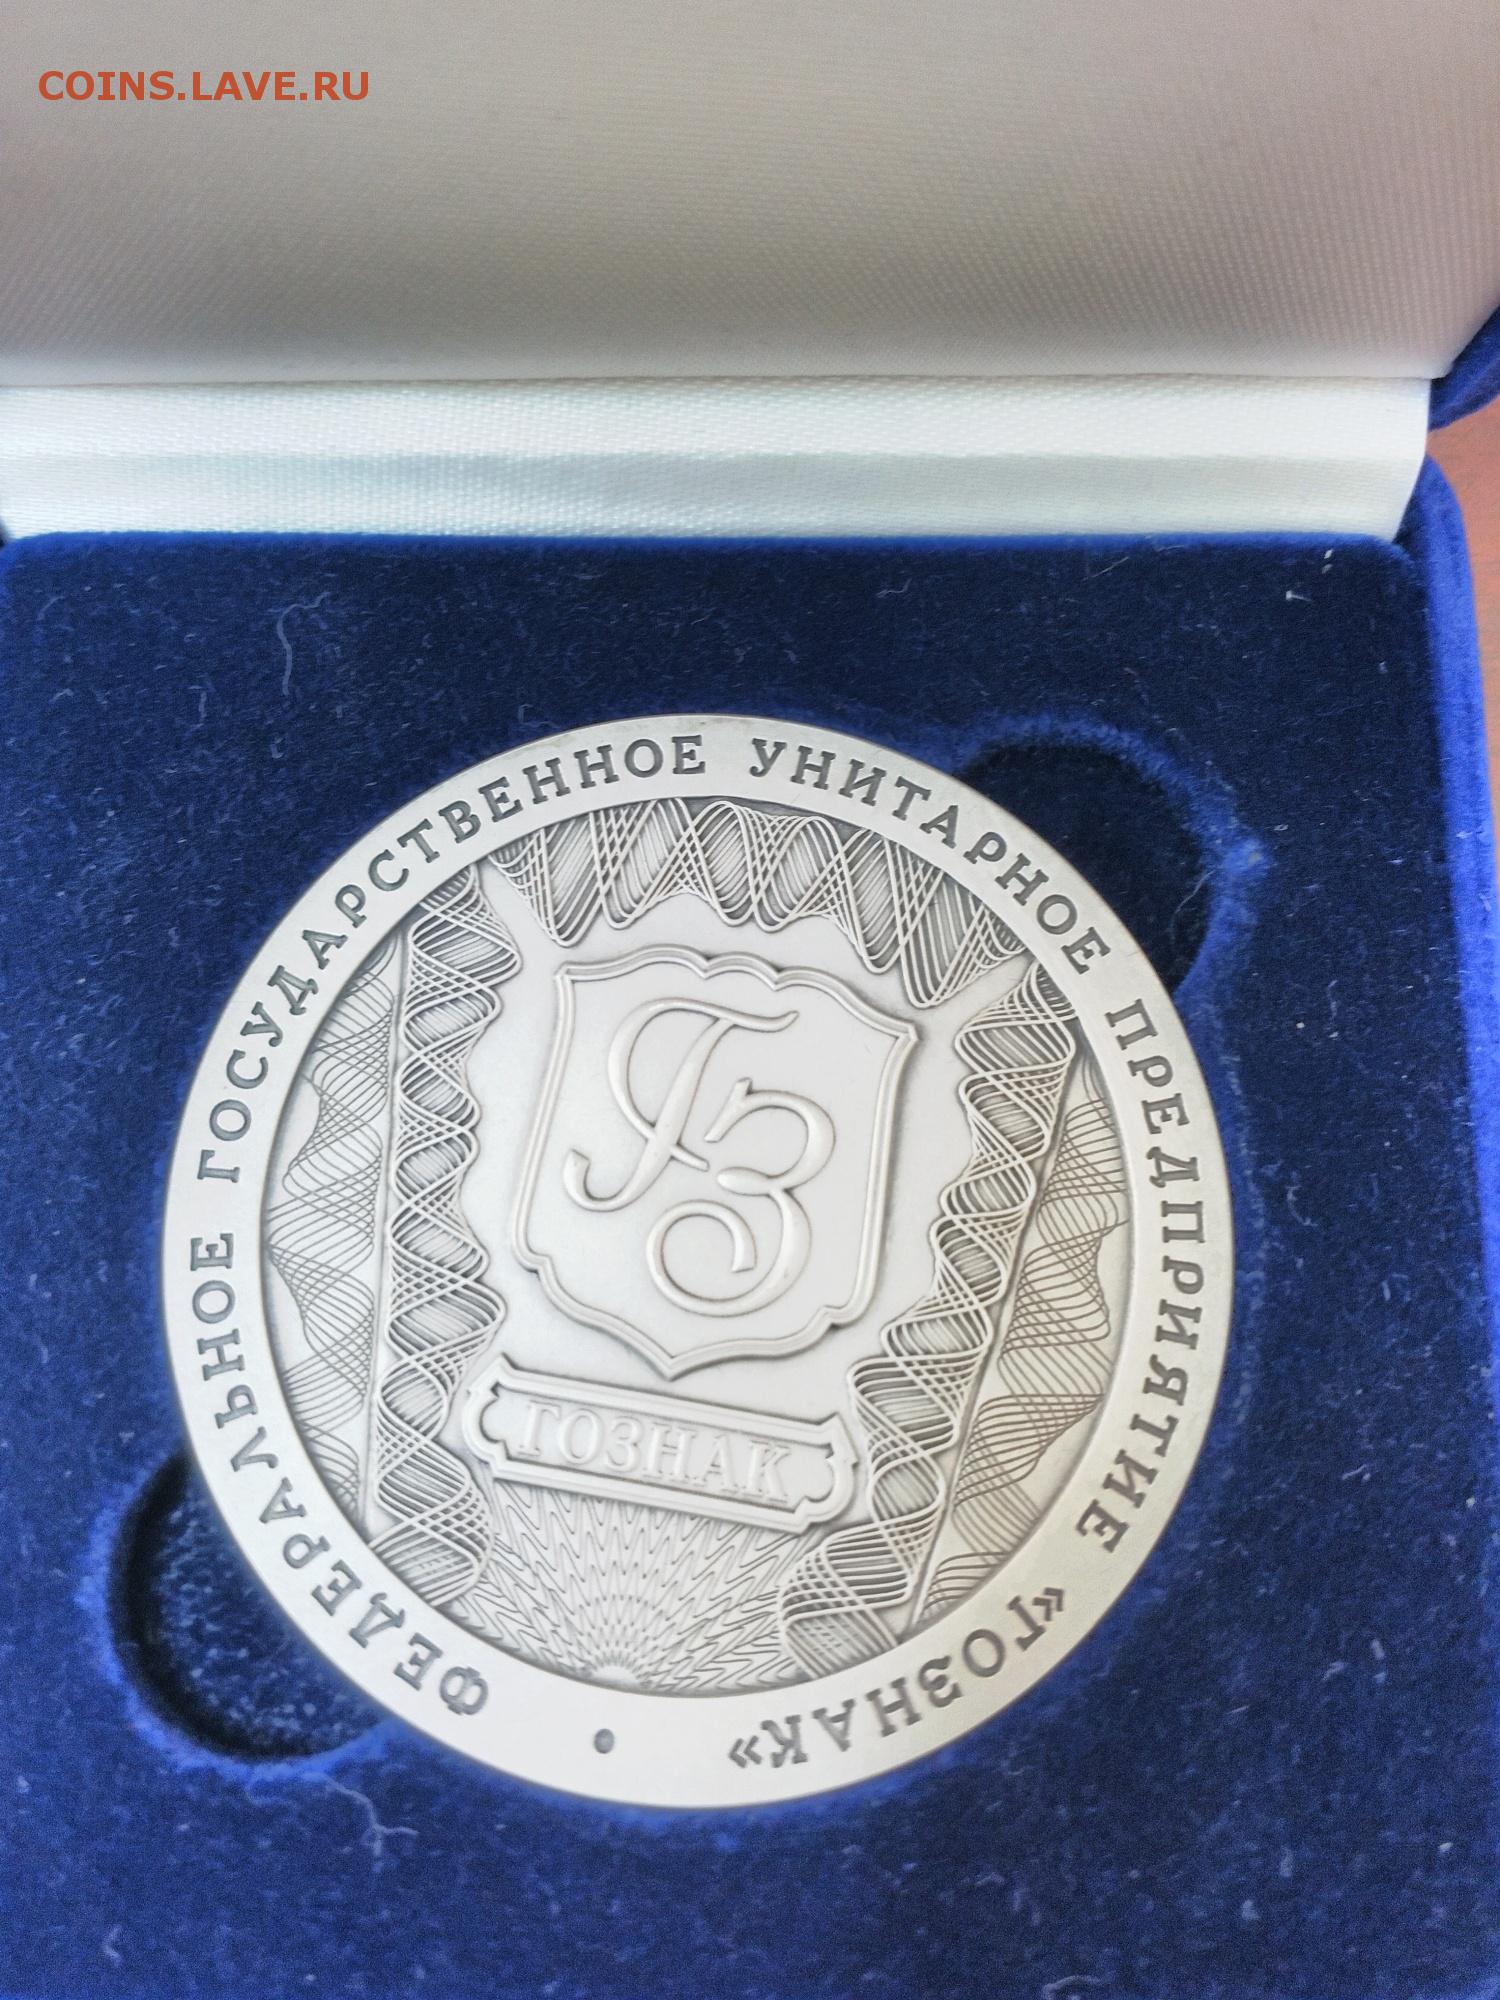 COINS.LAVE.RU
ФЕДЕРАЛЬНОЕ ГОСУДАРСТВЕННОЕ УНИТАРНОЕ ПРЕДПРИЯТИЕ «ГОЗНАК» •
ГЗ
ГОЗНАК